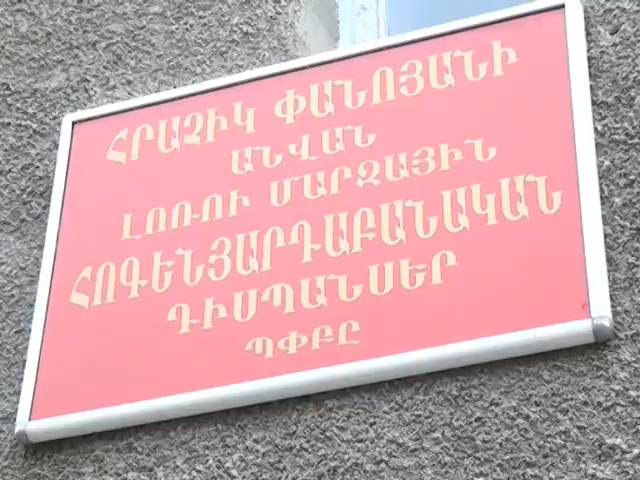 ՀՐԱՉԻԿ ՓԱՆՈՅԱՆԻ
ԱՆՎԱՆ
ԼՈՌՈՒ ՄԱՐԶԱՅԻՆ
ՀՈԳԵՆՅԱՐԴԱԲԱՆԱԿԱՆ
ԴԻՍՊԱՆՍԵՐ
ՊՓԲԸ